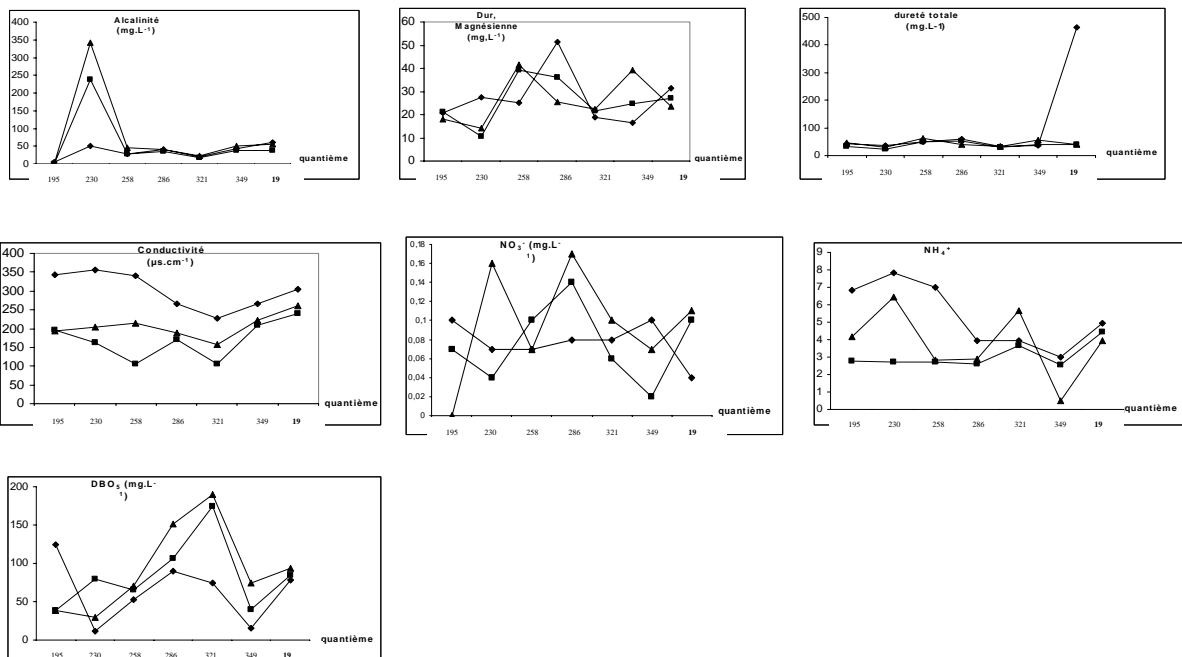 Alcalinité
(mg.L⁻¹)
400
350
300
250
200
150
100
50
0
195 230 258 286 321 349 19
quantième
Dur,
Magnésienne
(mg,L⁻¹)
60
50
40
30
20
10
0
195 230 258 286 321 349 19
quantième
dureté totale
(mg.L-1)
500
400
300
200
100
0
195 230 258 286 321 349 19
quantième
Conductivité
(µs.cm⁻¹)
400
350
300
250
200
150
100
50
0
195 230 258 286 321 349 19
quantième
NO₃⁻ (mg.L⁻
¹)
0,18
0,16
0,14
0,12
0,1
0,08
0,06
0,04
0,02
0
195 230 258 286 321 349 19
quantième
NH₄⁺
9
8
7
6
5
4
3
2
1
0
195 230 258 286 321 349 19
quantième
DBO₅ (mg.L⁻
¹)
200
150
100
50
0
195 230 258 286 321 349 19
quantième